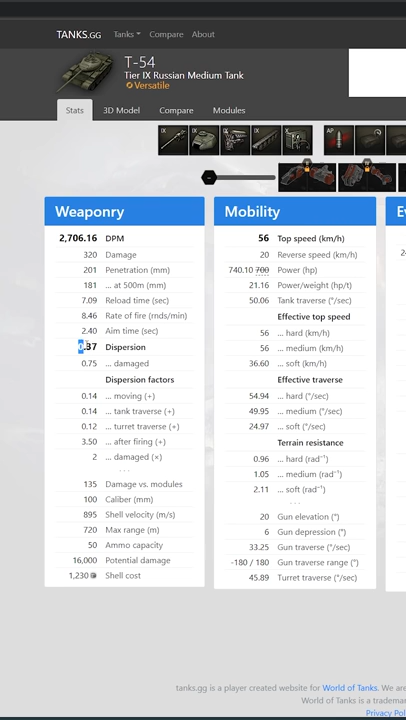 TANKS.GG Tanks Compare About
T-54
Tier IX Russian Medium Tank
Versatile
Stats 3D Model Compare Modules
IX IX X IX X AP
Weaponry
2,706.16 DPM
320 Damage
201 Penetration (mm)
181 ... at 500m (mm)
7.09 Reload time (sec)
8.46 Rate of fire (rnds/min)
2.40 Aim time (sec)
0.37 Dispersion
0.75 ... damaged
Dispersion factors
0.14 ... moving (+)
0.14 ... tank traverse (+)
0.12 ... turret traverse (+)
3.50 ... after firing (+)
2 ... damaged (×)
...
135 Damage vs. modules
100 Caliber (mm)
895 Shell velocity (m/s)
720 Max range (m)
50 Ammo capacity
16,000 Potential damage
1,230 Shell cost
Mobility
56 Top speed (km/h)
20 Reverse speed (km/h)
740.10 700 Power (hp)
21.16 Power/weight (hp/t)
50.06 Tank traverse (°/sec)
Effective top speed
56 ... hard (km/h)
56 ... medium (km/h)
36.60 ... soft (km/h)
Effective traverse
54.94 ... hard (°/sec)
49.95 ... medium (°/sec)
24.97 ... soft (°/sec)
Terrain resistance
0.96 ... hard (rad⁻¹)
1.05 ... medium (rad⁻¹)
2.11 ... soft (rad⁻¹)
...
20 Gun elevation (°)
6 Gun depression (°)
33.25 Gun traverse (°/sec)
-180 / 180 Gun traverse range (°)
45.89 Turret traverse (°/sec)
tanks.gg is a player created website for World of Tanks. We are
World of Tanks is a tradema
Privacy Pol